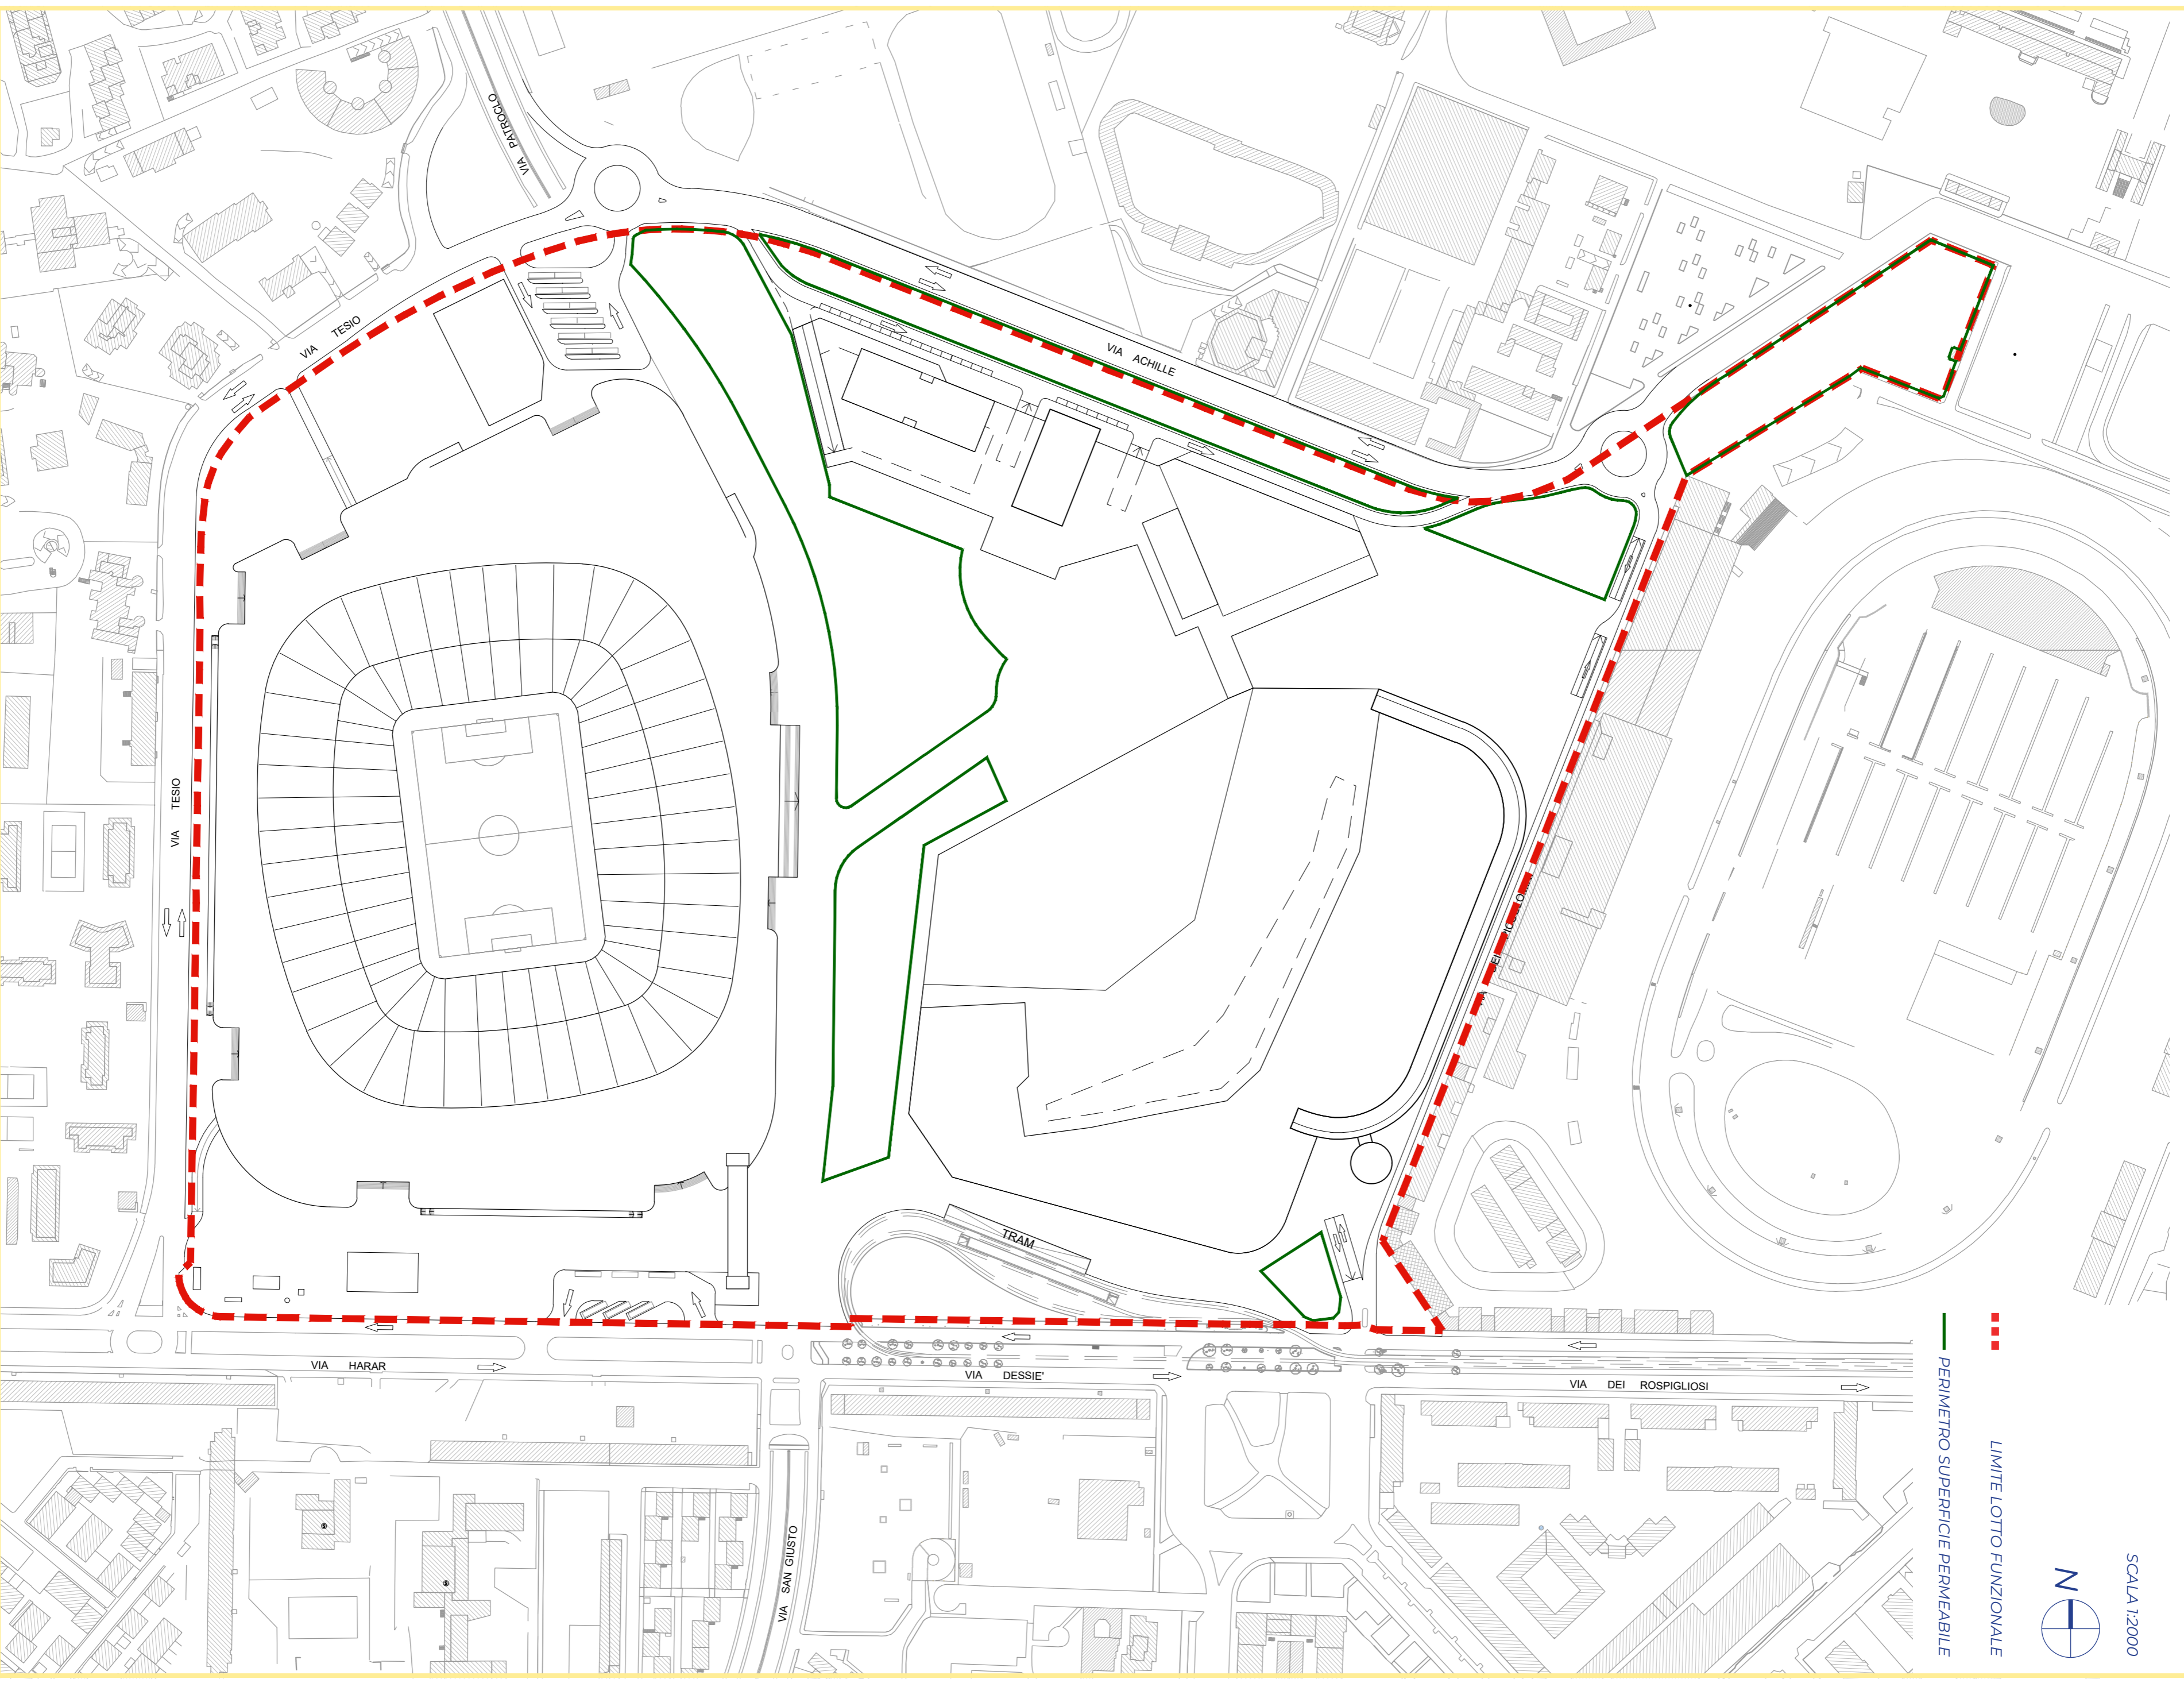 VIA PATROCLO
VIA TESIO
VIA ACHILLE
VIA TESIO
TRAM
VIA HARAR
VIA DESSIE'
VIA DEI ROSPIGLIOSI
VIA SAN GIUSTO
SCALA 1:2000
N
LIMITE LOTTO FUNZIONALE
PERIMETRO SUPERFICIE PERMEABILE